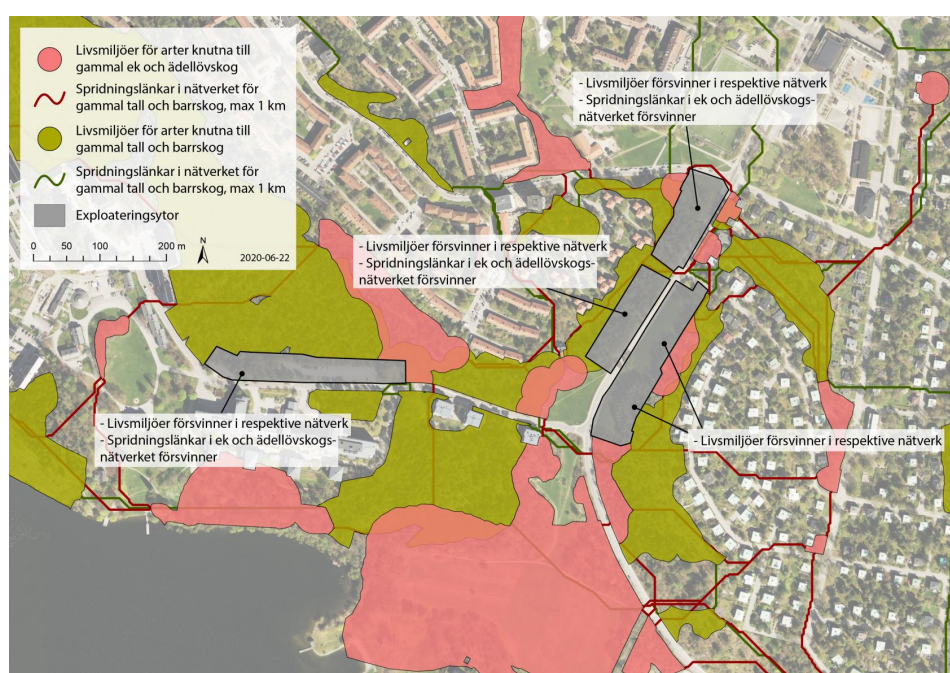 Livsmiljöer för arter knutna till
gammal ek och ädellövskog
Spridningslänkar i nätverket för
gammal tall och barrskog, max 1 km
Livsmiljöer för arter knutna till
gammal tall och barrskog
Spridningslänkar i nätverket för
gammal tall och barrskog, max 1 km
Exploateringsytor
0 50 100 200 m
N
2020-06-22
- Livsmiljöer försvinner i respektive nätverk
- Spridningslänkar i ek och ädellövskogs-
nätverket försvinner
- Livsmiljöer försvinner i respektive nätverk
- Spridningslänkar i ek och ädellövskogs-
nätverket försvinner
- Livsmiljöer försvinner i respektive nätverk
- Spridningslänkar i ek och ädellövskogs-
nätverket försvinner
- Livsmiljöer försvinner i respektive nätverk